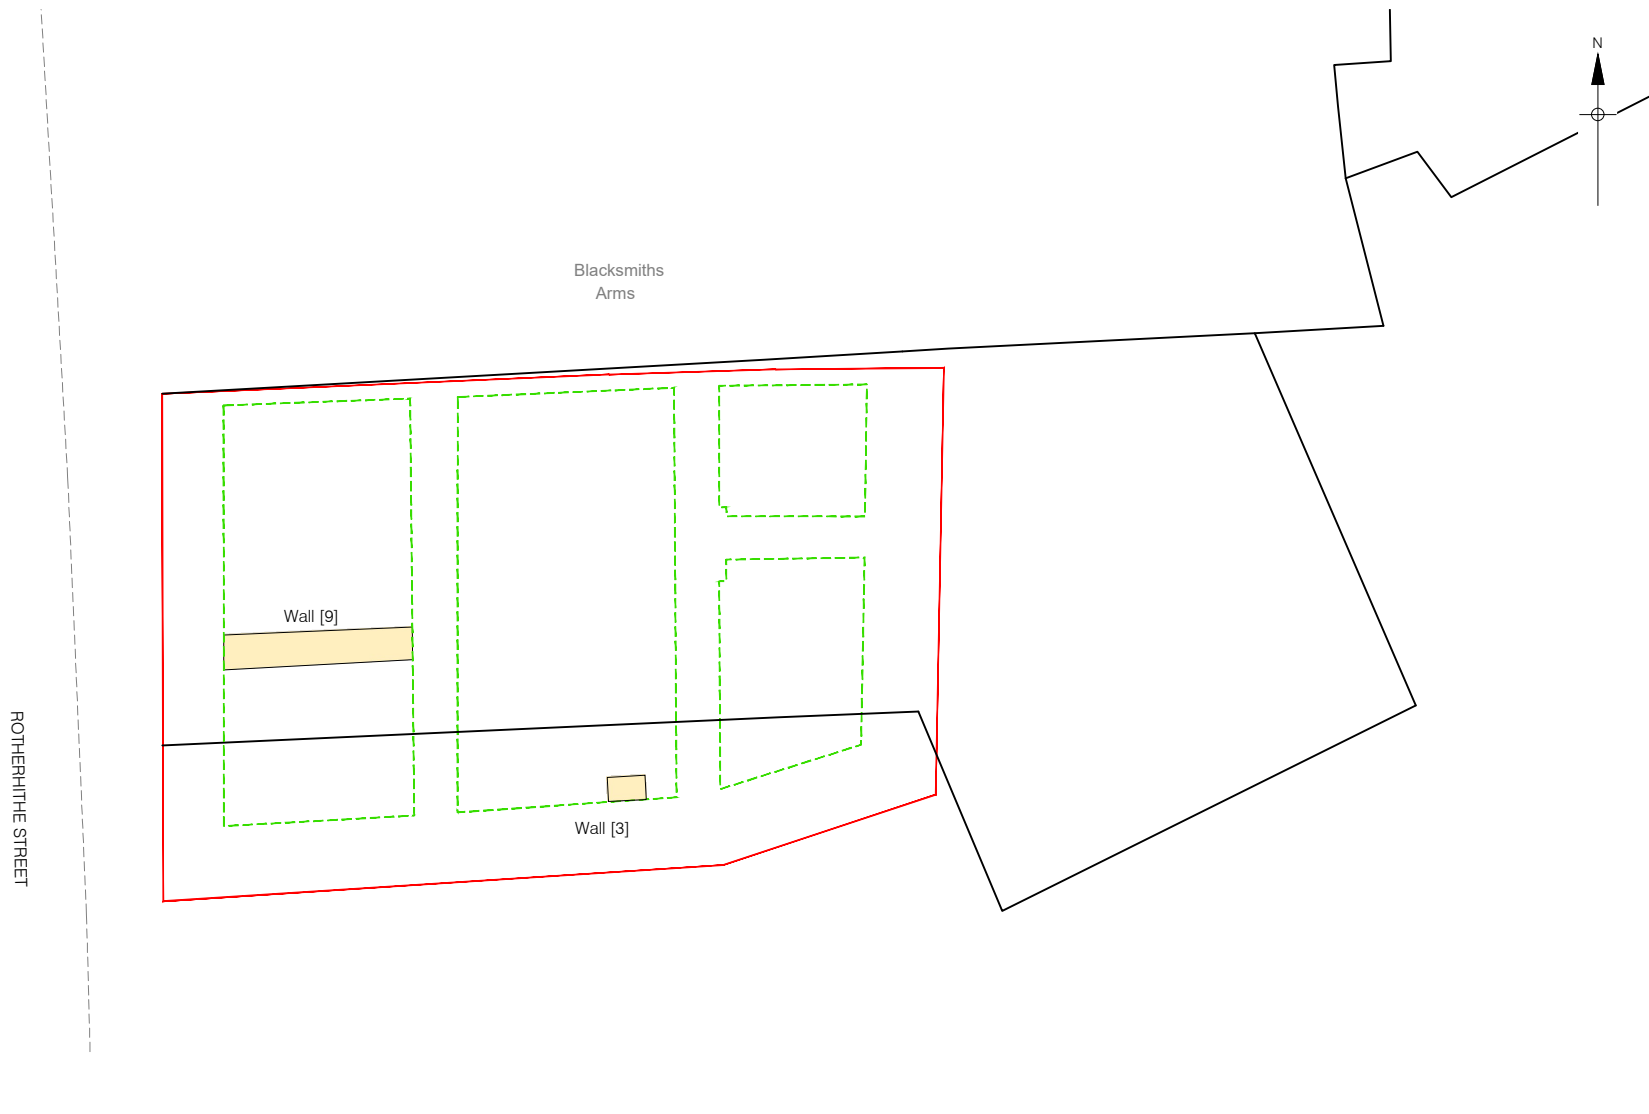 N
Blacksmiths
Arms
Wall [9]
ROTHERHITHE STREET
Wall [3]